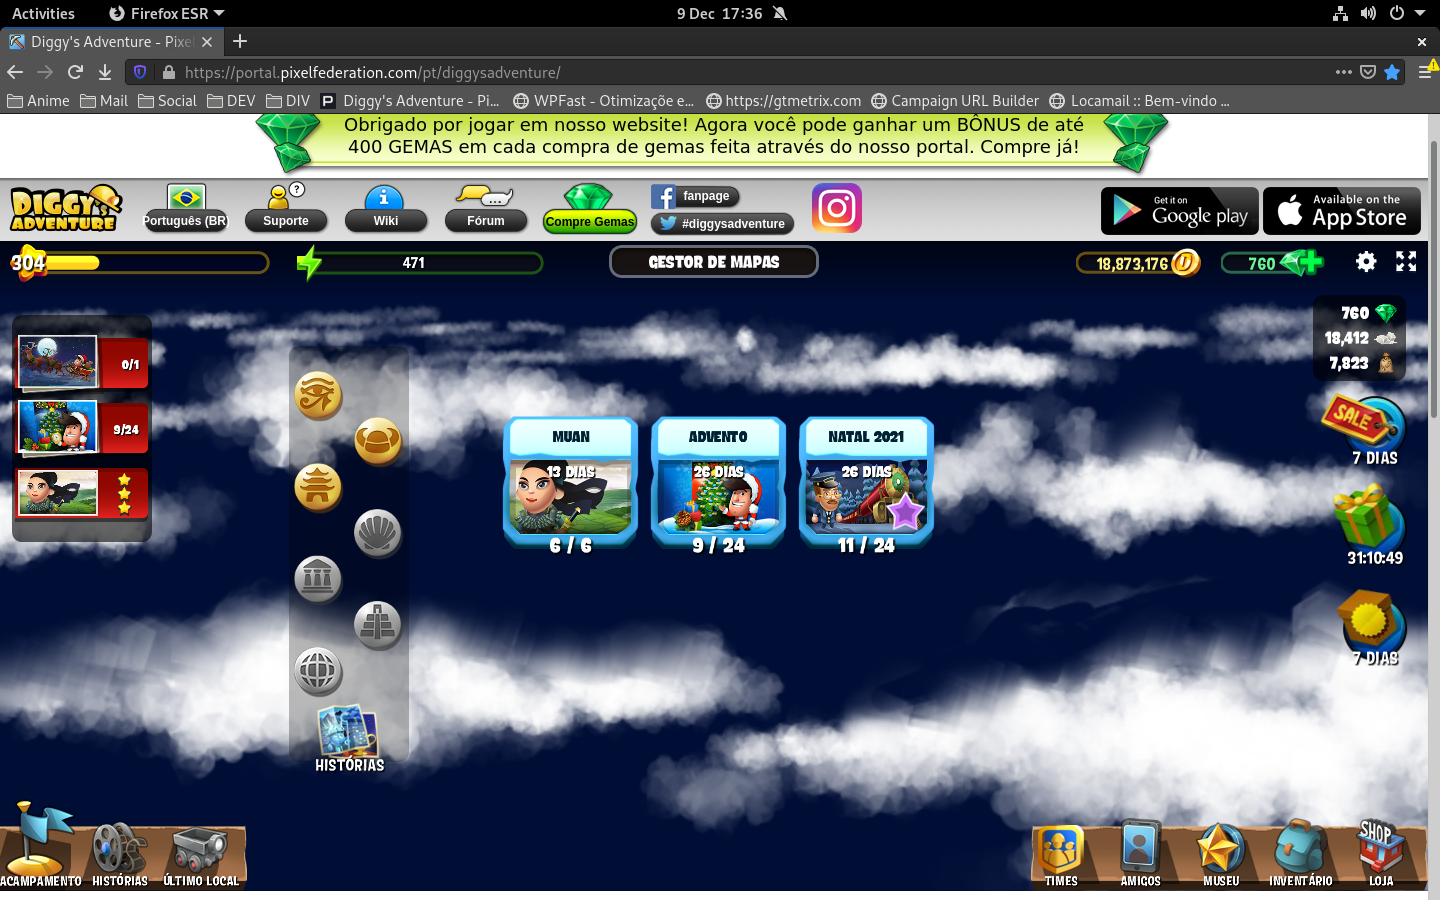 Activities
Firefox ESR
9 Dec 17:36
Diggy's Adventure - Pixel
https://portal.pixelfederation.com/pt/diggysadventure/
Anime
Mail
Social
DEV
DIV
Diggy's Adventure - Pi...
WPFast - Otimizaçõe e...
https://gtmetrix.com
Campaign URL Builder
Locamail :: Bem-vindo ...
Obrigado por jogar em nosso website! Agora você pode ganhar um BÔNUS de até
400 GEMAS em cada compra de gemas feita através do nosso portal. Compre já!
DIGGY'S
ADVENTURE
Português (BR)
?
Suporte
Wiki
Fórum
Compre Gemas
fanpage
#diggysadventure
Get it on
Google play
Available on the
App Store
304
471
GESTOR DE MAPAS
18,873,176
760
0/1
9/24
760
18,412
7,823
SALE
7 DIAS
31:10:49
7 DIAS
MUAN
13 DIAS
6 / 6
ADVENTO
26 DIAS
9 / 24
NATAL 2021
26 DIAS
11 / 24
HISTÓRIAS
ACAMPAMENTO
HISTÓRIAS
ÚLTIMO LOCAL
TIMES
AMIGOS
MUSEU
INVENTÁRIO
SHOP
LOJA